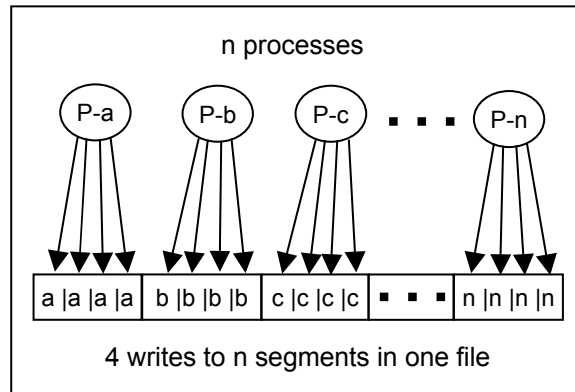 n processes
P-a P-b P-c ▪ ▪ ▪ P-n
a |a |a |a b |b |b |b c |c |c |c ▪ ▪ ▪ n |n |n |n
4 writes to n segments in one file